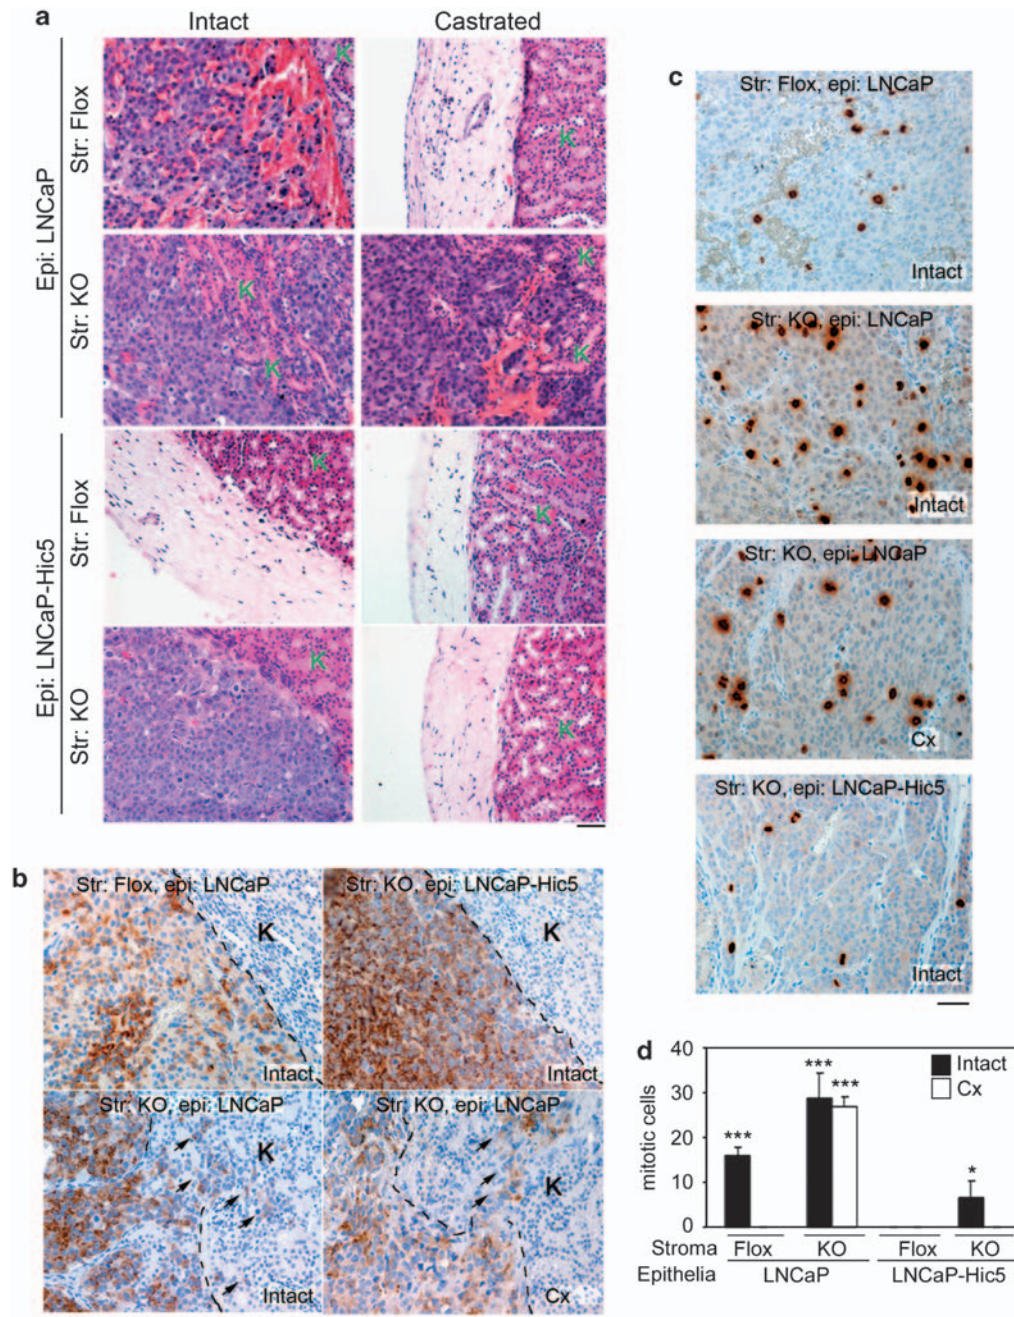 a
Intact
Castrated
Epi: LNCaP
Str: Flox
K
K
Str: KO
K
K
K
K
Epi: LNCaP-Hic5
Str: Flox
K
K
Str: KO
K
K
b
Str: Flox, epi: LNCaP
K
Intact
Str: KO, epi: LNCaP-Hic5
K
Intact
Str: KO, epi: LNCaP
K
Intact
Str: KO, epi: LNCaP
K
Cx
c
Str: Flox, epi: LNCaP
Intact
Str: KO, epi: LNCaP
Intact
Str: KO, epi: LNCaP
Cx
Str: KO, epi: LNCaP-Hic5
Intact
d
mitotic cells
40
30
20
10
0
***
***
***
*
Intact
Cx
Stroma Flox KO Flox KO
Epithelia LNCaP LNCaP-Hic5